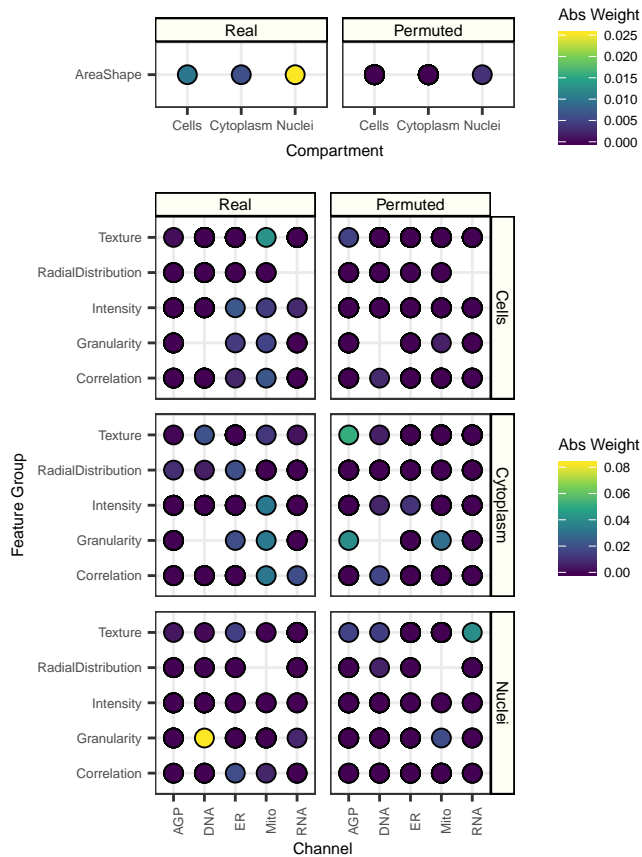 Real
Permuted
Abs Weight
0.025
0.020
0.015
0.010
0.005
0.000
AreaShape
Cells
Cytoplasm
Nuclei
Cells
Cytoplasm
Nuclei
Compartment
Real
Permuted
Feature Group
Texture
RadialDistribution
Intensity
Granularity
Correlation
Cells
Texture
RadialDistribution
Intensity
Granularity
Correlation
Cytoplasm
Abs Weight
0.08
0.06
0.04
0.02
0.00
Texture
RadialDistribution
Intensity
Granularity
Correlation
Nuclei
AGP
DNA
ER
Mito
RNA
AGP
DNA
ER
Mito
RNA
Channel